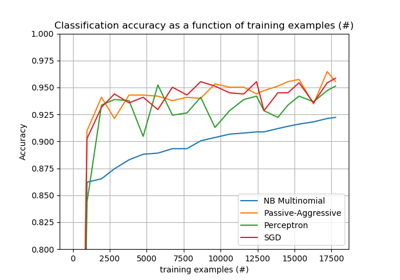 Classification accuracy as a function of training examples (#)
1.000
0.975
0.950
0.925
0.900
0.875
0.850
0.825
0.800
Accuracy
NB Multinomial
Passive-Aggressive
Perceptron
SGD
0 2500 5000 7500 10000 12500 15000 17500
training examples (#)